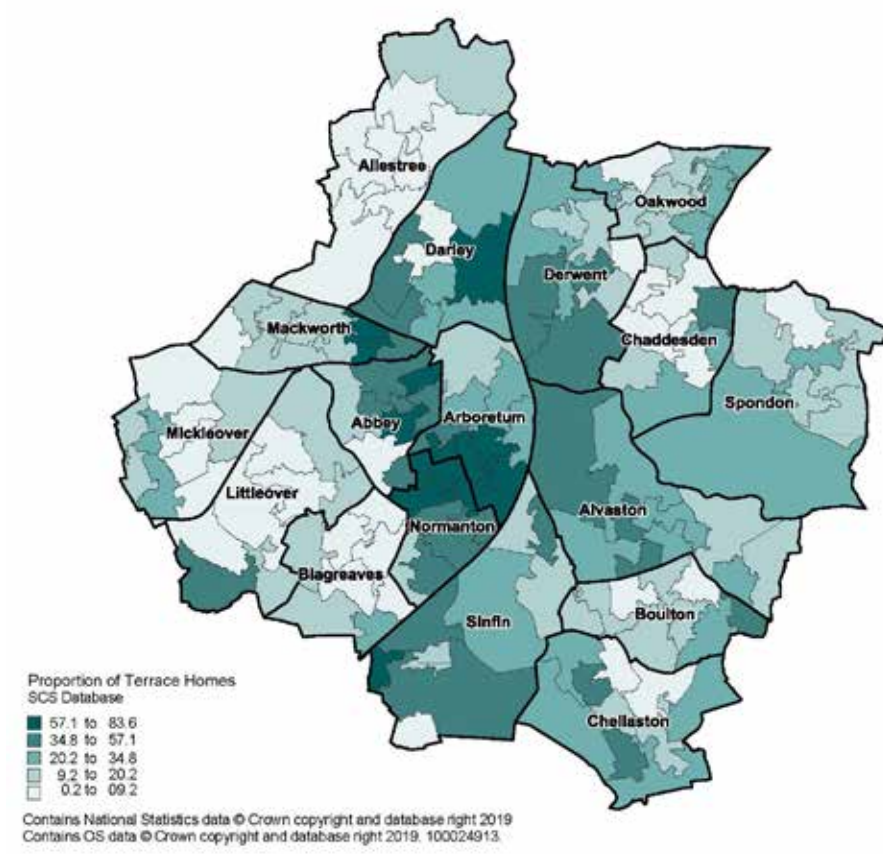 Allestree
Oakwood
Darley
Derwent
Mackworth
Chaddesden
Spondon
Abbey
Arboretum
Mickleover
Littleover
Alvaston
Normanton
Blagreaves
Boulton
Sinfin
Chellaston
Proportion of Terrace Homes
SCS Database
57.1 to 83.6
34.8 to 57.1
20.2 to 34.8
9.2 to 20.2
0.2 to 09.2
Contains National Statistics data © Crown copyright and database right 2019
Contains OS data © Crown copyright and database right 2019. 100024913